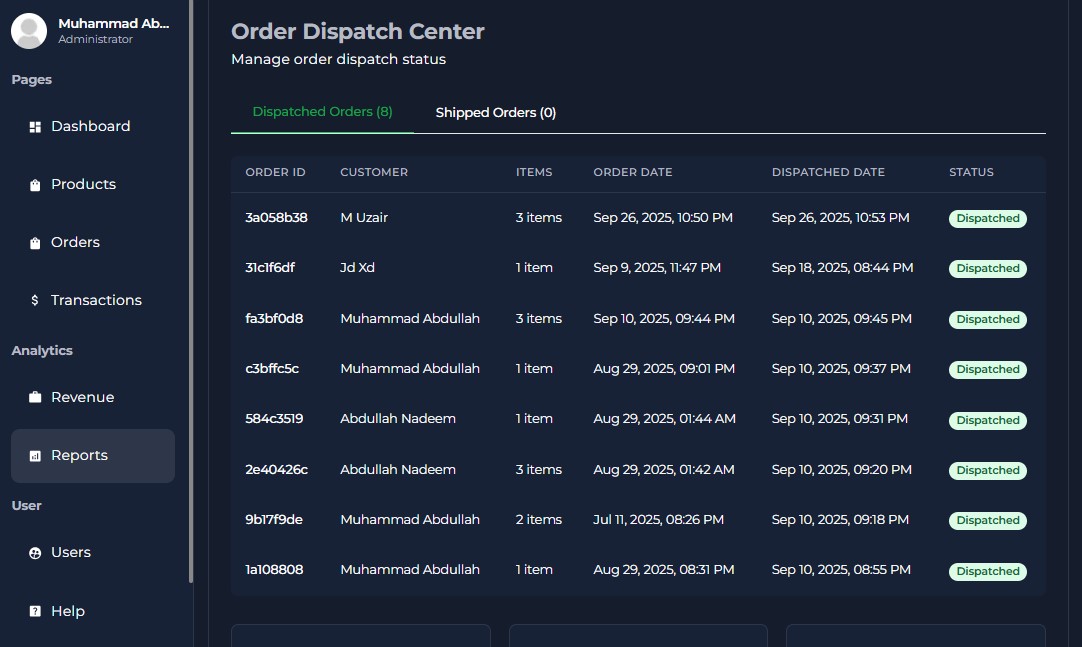 Muhammad Ab...
Administrator
Pages
Dashboard
Products
Orders
Transactions
Analytics
Revenue
Reports
User
Users
Help
Order Dispatch Center
Manage order dispatch status
Dispatched Orders (8) Shipped Orders (0)
ORDER ID CUSTOMER ITEMS ORDER DATE DISPATCHED DATE STATUS
3a058b38 M Uzair 3 items Sep 26, 2025, 10:50 PM Sep 26, 2025, 10:53 PM Dispatched
31c1f6df Jd Xd 1 item Sep 9, 2025, 11:47 PM Sep 18, 2025, 08:44 PM Dispatched
fa3bf0d8 Muhammad Abdullah 3 items Sep 10, 2025, 09:44 PM Sep 10, 2025, 09:45 PM Dispatched
c3bffc5c Muhammad Abdullah 1 item Aug 29, 2025, 09:01 PM Sep 10, 2025, 09:37 PM Dispatched
584c3519 Abdullah Nadeem 1 item Aug 29, 2025, 01:44 AM Sep 10, 2025, 09:31 PM Dispatched
2e40426c Abdullah Nadeem 3 items Aug 29, 2025, 01:42 AM Sep 10, 2025, 09:20 PM Dispatched
9b17f9de Muhammad Abdullah 2 items Jul 11, 2025, 08:26 PM Sep 10, 2025, 09:18 PM Dispatched
1a108808 Muhammad Abdullah 1 item Aug 29, 2025, 08:31 PM Sep 10, 2025, 08:55 PM Dispatched